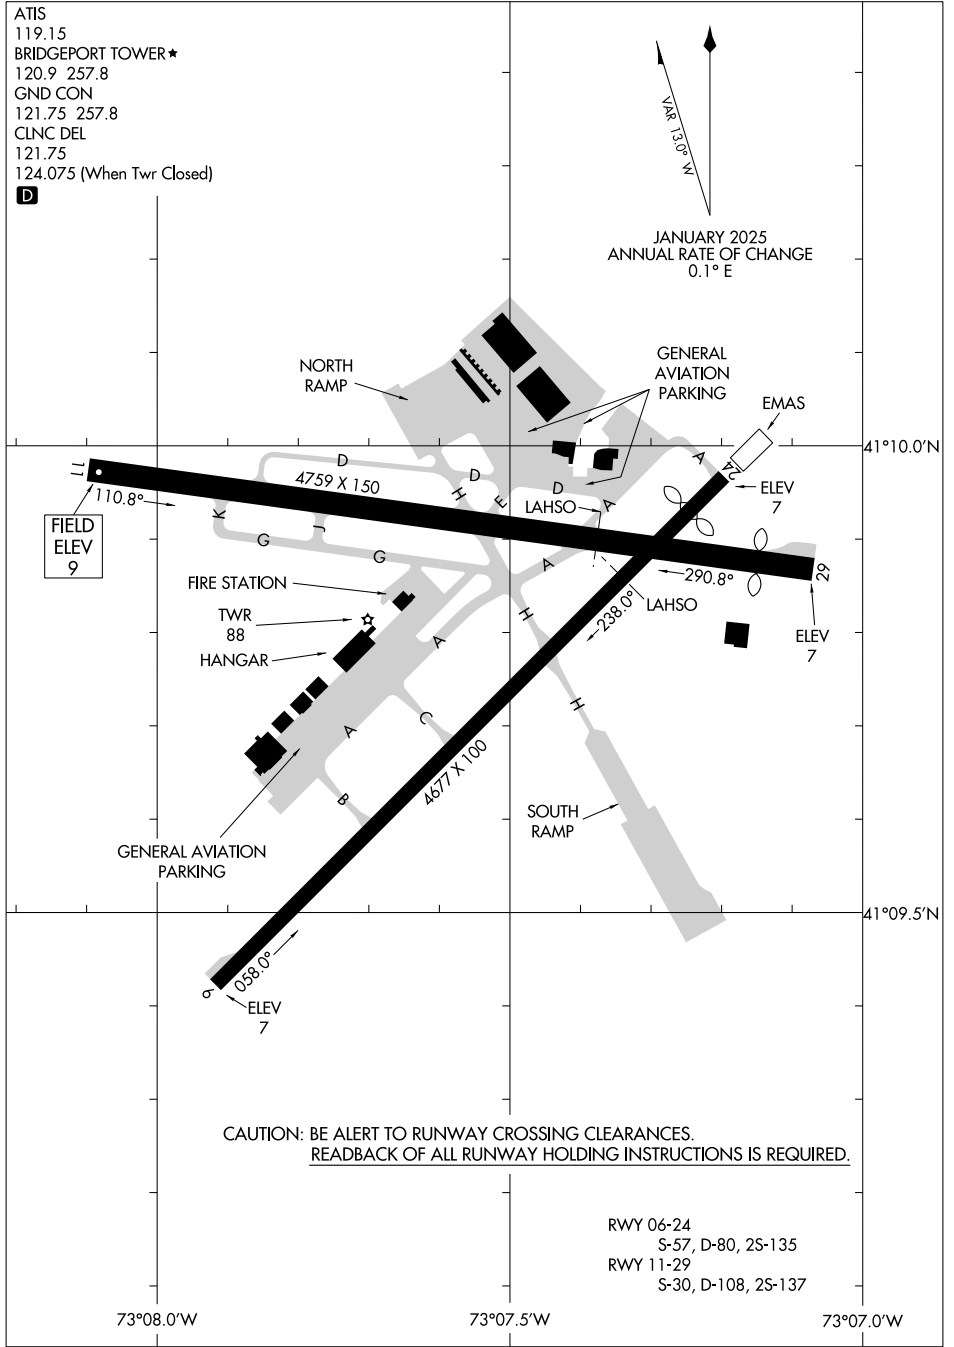 ATIS
119.15
BRIDGEPORT TOWER★
120.9 257.8
GND CON
121.75 257.8
CLNC DEL
121.75
124.075 (When Twr Closed)
D
VAR 13.0° W
JANUARY 2025
ANNUAL RATE OF CHANGE
0.1° E
NORTH
RAMP
GENERAL
AVIATION
PARKING
EMAS
41°10.0'N
11
D
4759 X 150
110.8°
FIELD
ELEV
9
K
G
J
G
H
D
E
D
LAHSO
A
A
24
ELEV
7
A
H
290.8°
29
LAHSO
238.0°
ELEV
7
FIRE STATION
TWR
88
HANGAR
A
A
C
B
H
4677 X 100
SOUTH
RAMP
GENERAL AVIATION
PARKING
41°09.5'N
058.0°
6
ELEV
7
CAUTION: BE ALERT TO RUNWAY CROSSING CLEARANCES.
READBACK OF ALL RUNWAY HOLDING INSTRUCTIONS IS REQUIRED.
RWY 06-24
S-57, D-80, 2S-135
RWY 11-29
S-30, D-108, 2S-137
73°08.0'W
73°07.5'W
73°07.0'W